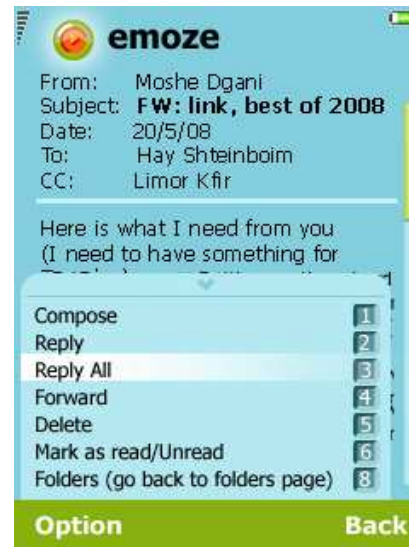 emoze
From: Moshe Dgani
Subject: FW: link, best of 2008
Date: 20/5/08
To: Hay Shteinboim
CC: Limor Kfir
Here is what I need from you
(I need to have something for
Compose 1
Reply 2
Reply All 3
Forward 4
Delete 5
Mark as read/Unread 6
Folders (go back to folders page) 8
Option Back